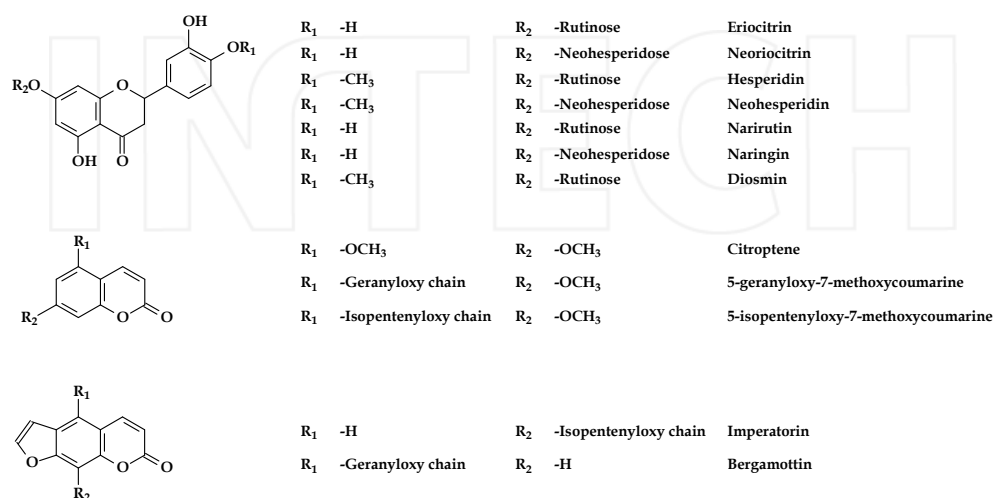 OH
OR₁
R₂O
O
OH
O
R₁ -H R₂ -Rutinose Eriocitrin
R₁ -H R₂ -Neohesperidose Neoriocitrin
R₁ -CH₃ R₂ -Rutinose Hesperidin
R₁ -CH₃ R₂ -Neohesperidose Neohesperidin
R₁ -H R₂ -Rutinose Narirutin
R₁ -H R₂ -Neohesperidose Naringin
R₁ -CH₃ R₂ -Rutinose Diosmin
INTECH
R₁
R₂
O
O
R₁ -OCH₃ R₂ -OCH₃ Citroptene
R₁ -Geranyloxy chain R₂ -OCH₃ 5-geranyloxy-7-methoxycoumarine
R₁ -Isopentenyloxy chain R₂ -OCH₃ 5-isopentenyloxy-7-methoxycoumarine
R₁
O
O
O
R₂
R₁ -H R₂ -Isopentenyloxy chain Imperatorin
R₁ -Geranyloxy chain R₂ -H Bergamottin